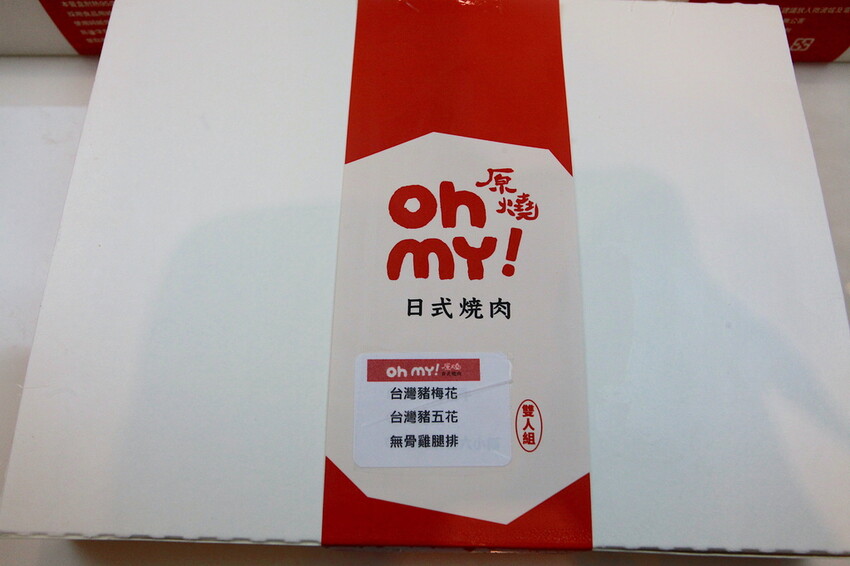 原燒
oh
my!
日式燒肉
oh my! 原燒
台灣豬梅花
台灣豬五花
無骨雞腿排
雙人組